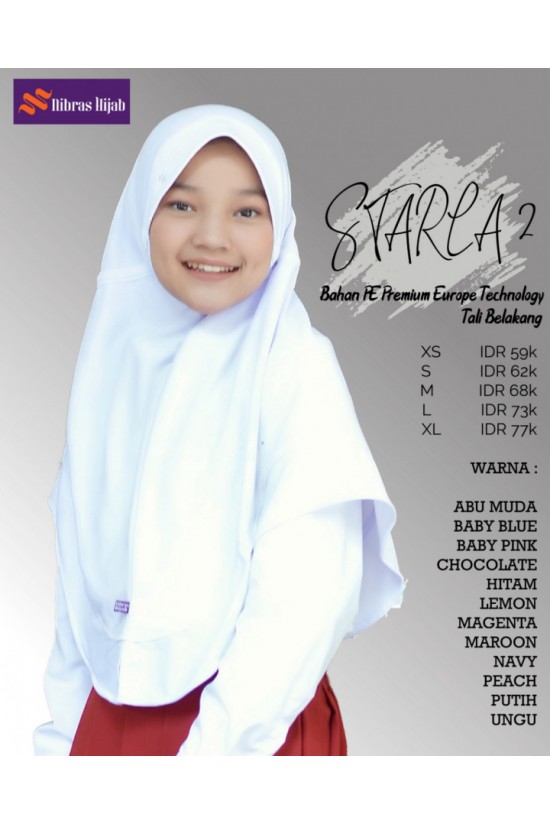 Nibras Hijab
STARLA 2
Bahan PE Premium Europe Technology
Tali Belakang
XS IDR 59k
S IDR 62k
M IDR 68k
L IDR 73k
XL IDR 77k
WARNA :
ABU MUDA
BABY BLUE
BABY PINK
CHOCOLATE
HITAM
LEMON
MAGENTA
MAROON
NAVY
PEACH
PUTIH
UNGU